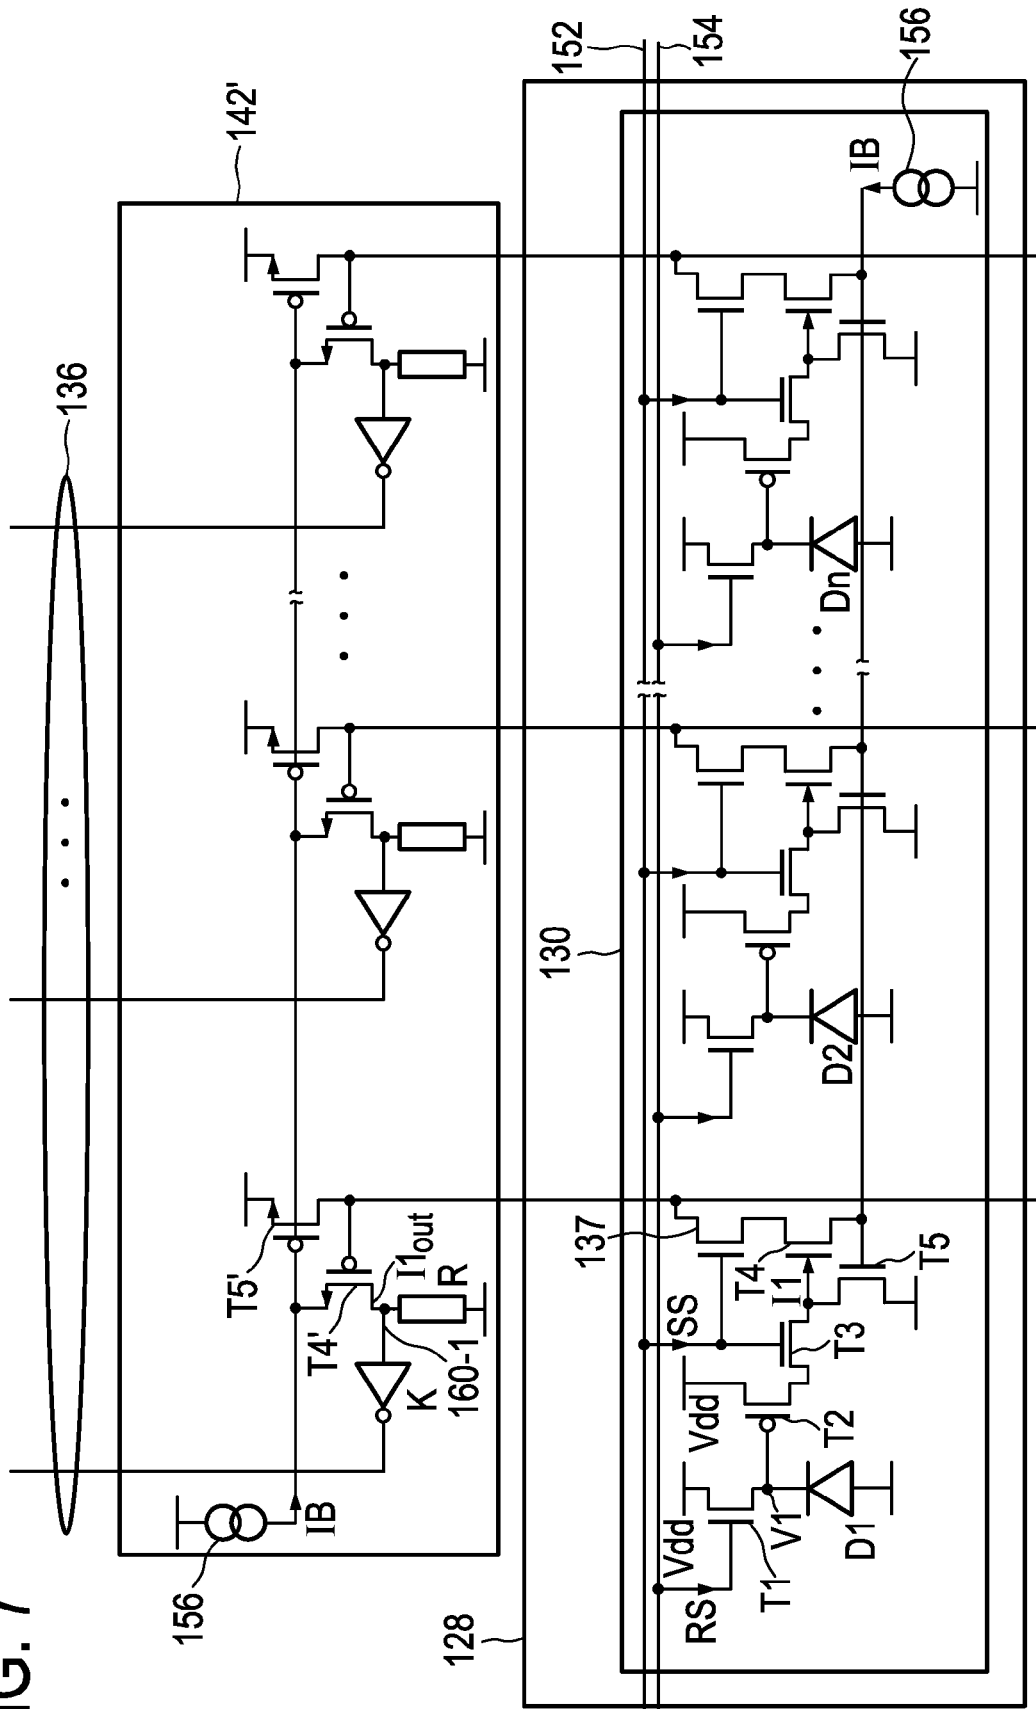 G. 7
136
142'
T5'
T4'
I1out
R
K
160-1
IB
156
152
154
128
130
137
T4
T5
I1
SS
T3
Vdd
T2
Vdd
V1
D1
RS
T1
D2
Dn
IB
156